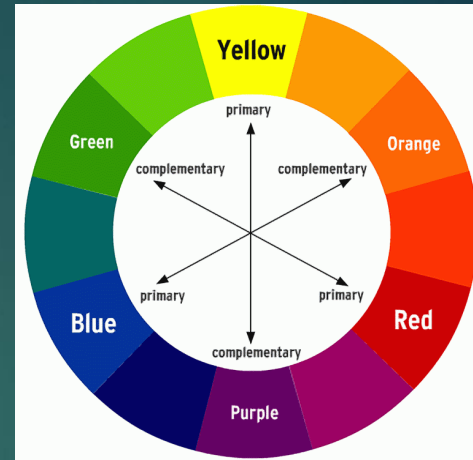 Yellow
primary
Green
Orange
complementary
complementary
primary
primary
Blue
Red
complementary
Purple